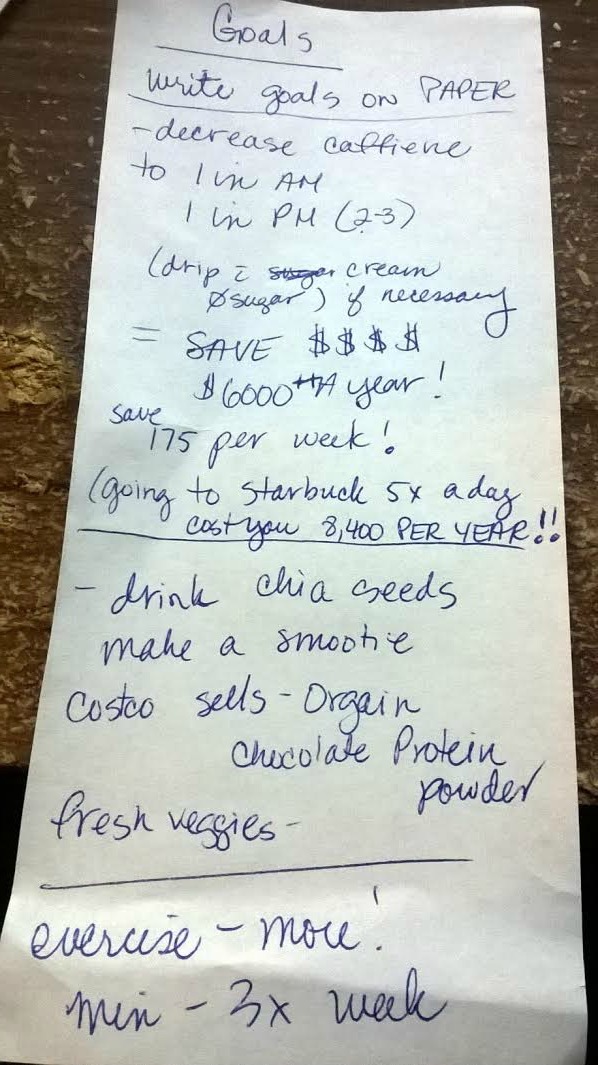 Goals
Write goals on PAPER
- decrease caffiene
to 1 in AM
1 in PM (2-3)
(drip = sugar cream
Ø sugar) if necessary
= SAVE $$$$
$6000++ A year!
save
175 per week!
(going to Starbuck 5x a day
cost you 8,400 PER YEAR!!
- drink chia seeds
make a smootie
Costco sells - Orgain
Chocolate Protein
powder
fresh veggies -
exercise - more!
min - 3x week